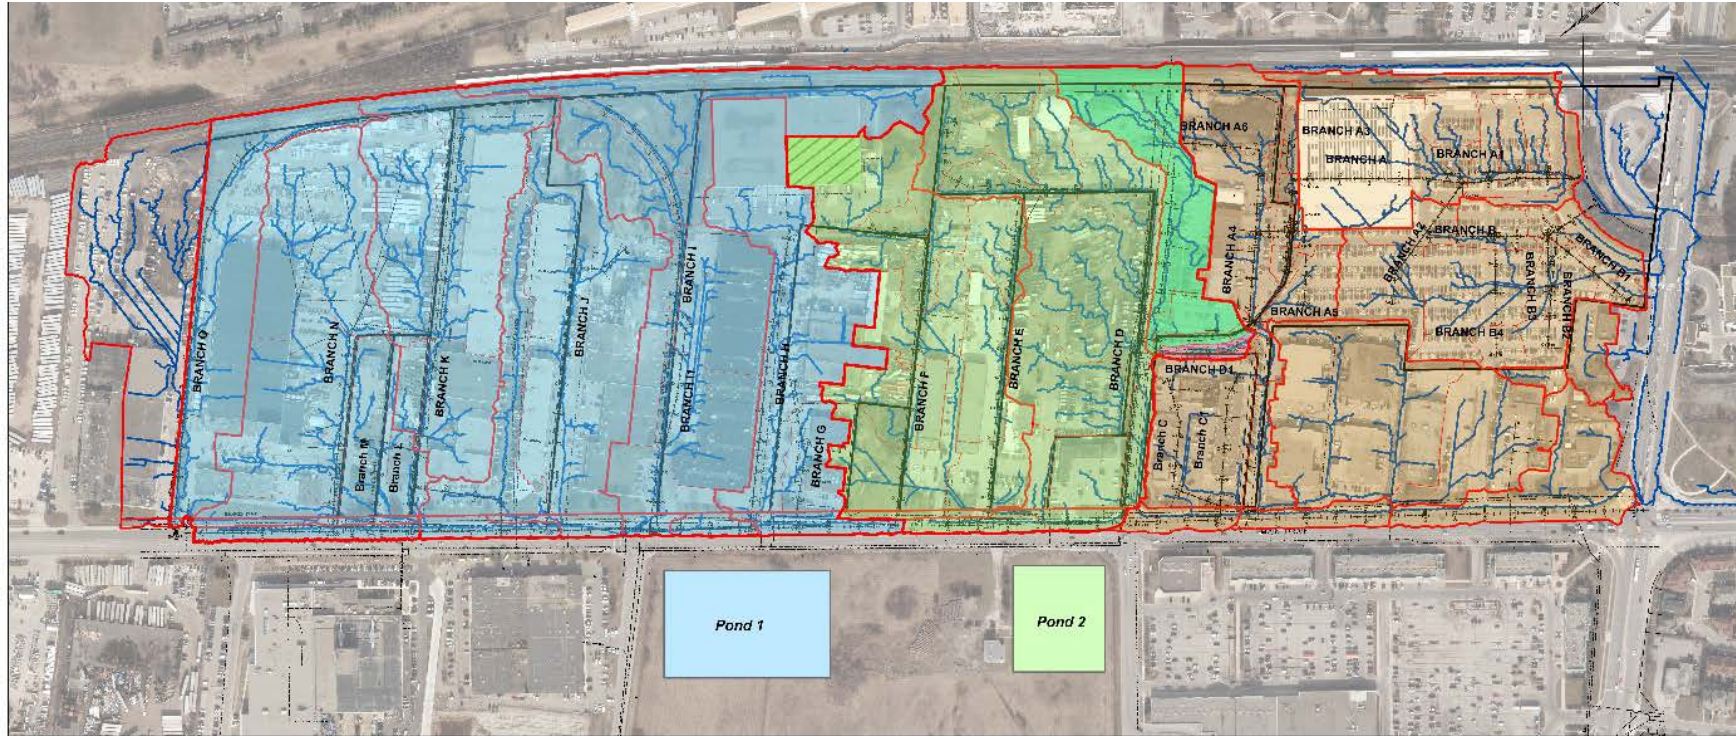 BRANCH A6
BRANCH A3
BRANCH A
BRANCH A1
BRANCH A2
BRANCH B
BRANCH B1
BRANCH A4
BRANCH B3
BRANCH B2
BRANCH A5
BRANCH B4
BRANCH Q
BRANCH N
BRANCH K
BRANCH J
BRANCH I
BRANCH I1
BRANCH H
BRANCH G
BRANCH F
BRANCH E
BRANCH D
BRANCH D1
Branch M
Branch L
Branch C
Branch C1
Pond 1
Pond 2